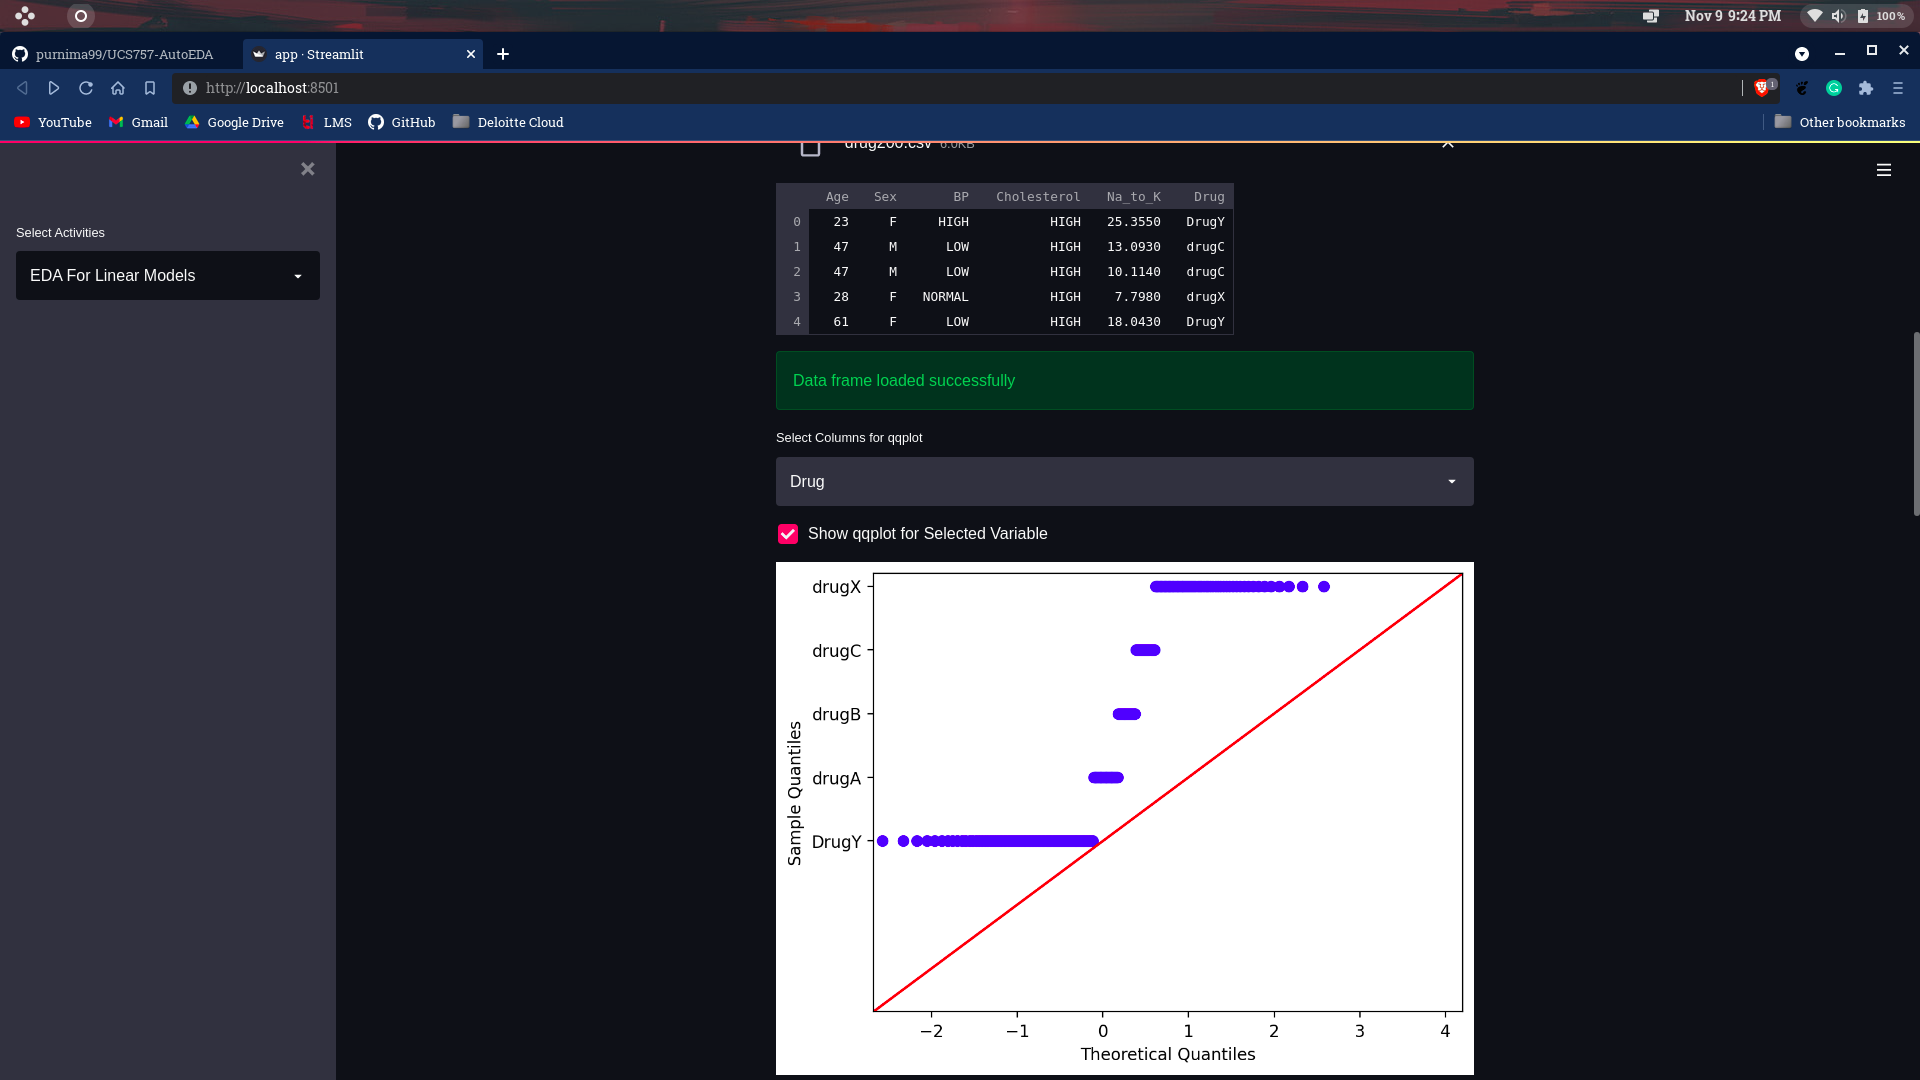 Nov 9 9:24 PM
100%
purnima99/UCS757-AutoEDA
app · Streamlit
http://localhost:8501
1
YouTube
Gmail
Google Drive
LMS
GitHub
Deloitte Cloud
Other bookmarks
drug200.csv 6.0KB
Select Activities
EDA For Linear Models
Age Sex BP Cholesterol Na_to_K Drug
0 23 F HIGH HIGH 25.3550 DrugY
1 47 M LOW HIGH 13.0930 drugC
2 47 M LOW HIGH 10.1140 drugC
3 28 F NORMAL HIGH 7.7980 drugX
4 61 F LOW HIGH 18.0430 DrugY
Data frame loaded successfully
Select Columns for qqplot
Drug
Show qqplot for Selected Variable
drugX
drugC
drugB
drugA
DrugY
Sample Quantiles
−2 −1 0 1 2 3 4
Theoretical Quantiles